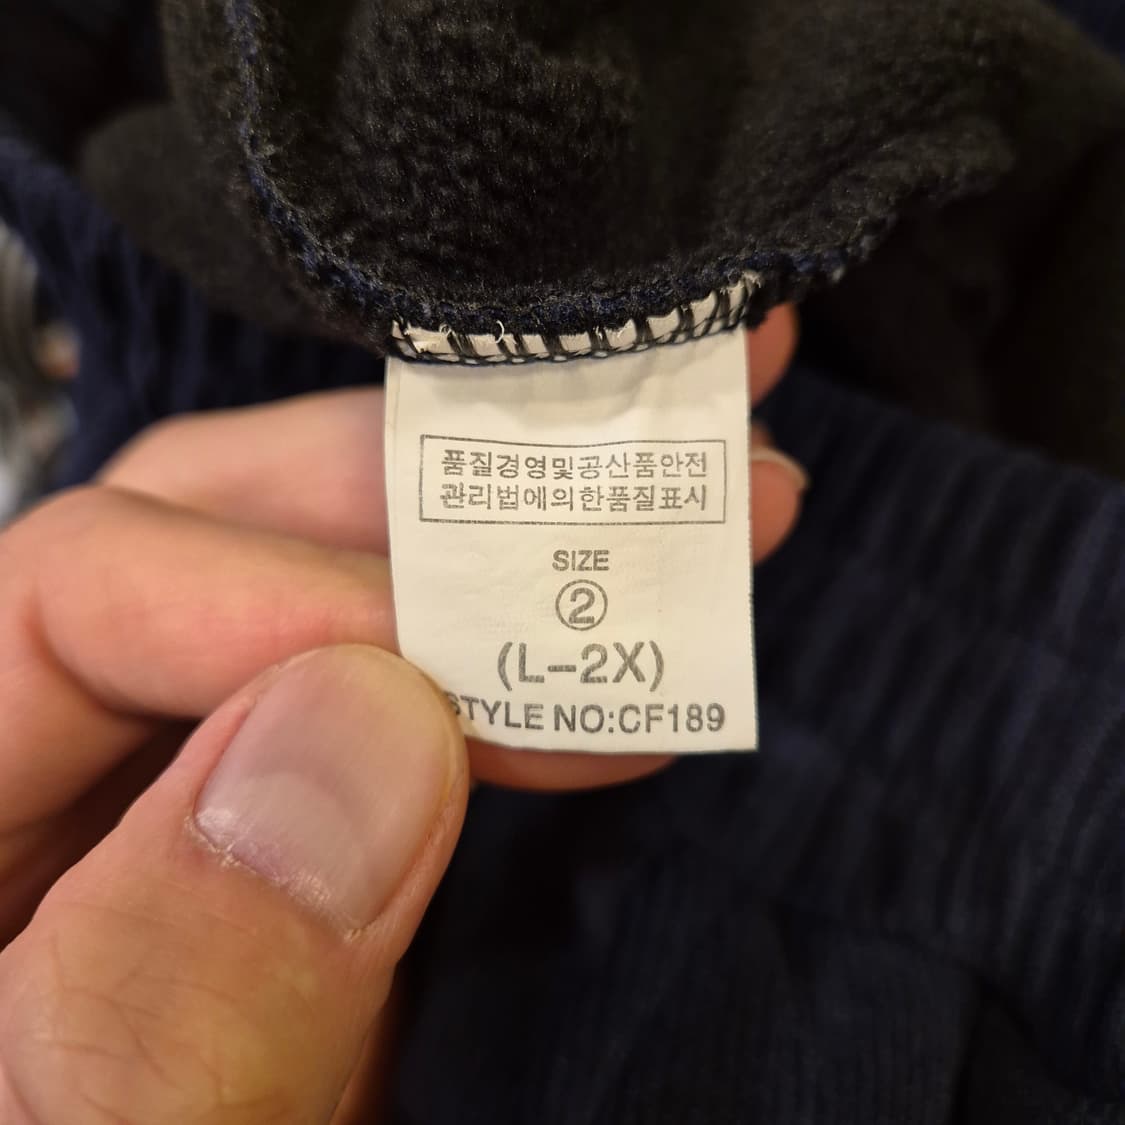 품질경영및공산품안전
관리법에의한품질표시
SIZE
②
(L-2X)
STYLE NO:CF189